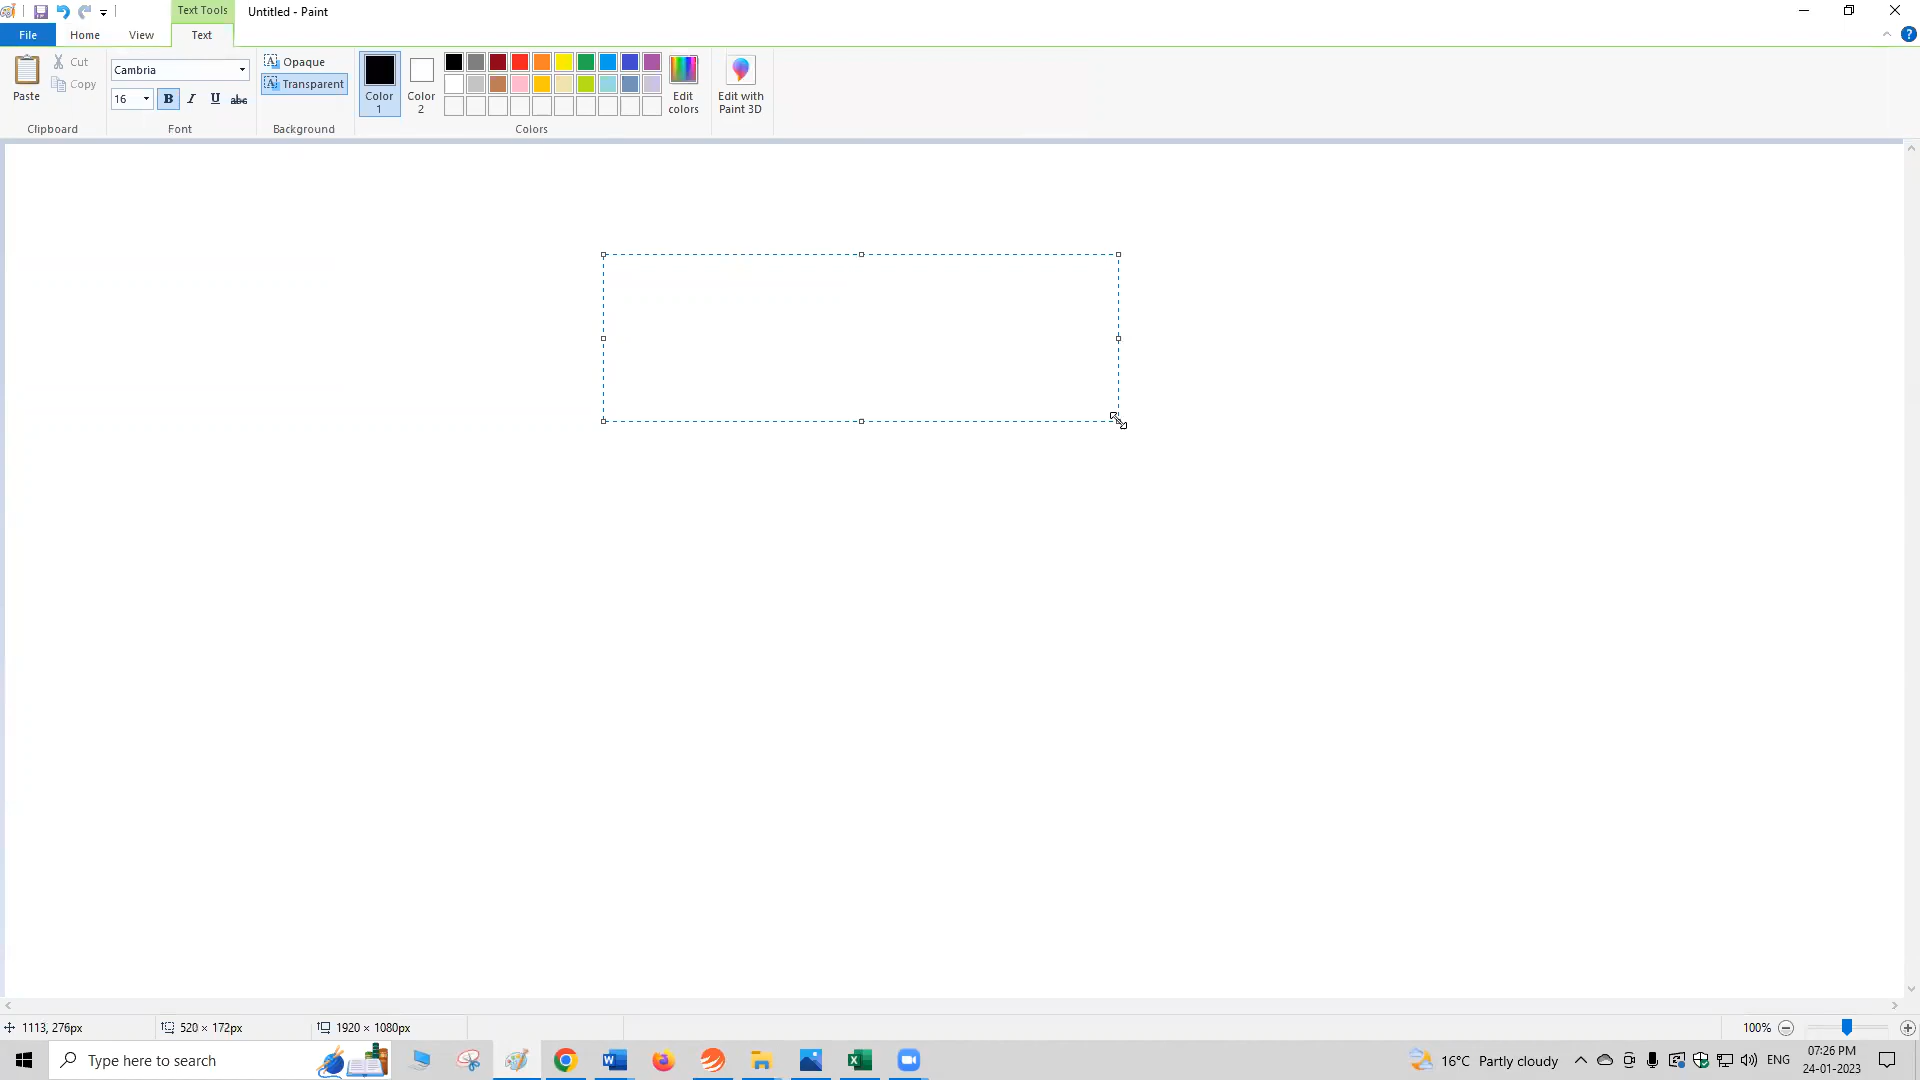 Text Tools
Untitled - Paint
File Home View Text
Paste
Cut
Copy
Clipboard
Cambria
16 B I U abc
Font
Opaque
Transparent
Background
Color 1
Color 2
Edit colors
Colors
Edit with Paint 3D
1113, 276px 520 × 172px 1920 × 1080px 100%
Type here to search
16°C Partly cloudy ENG 07:26 PM
24-01-2023